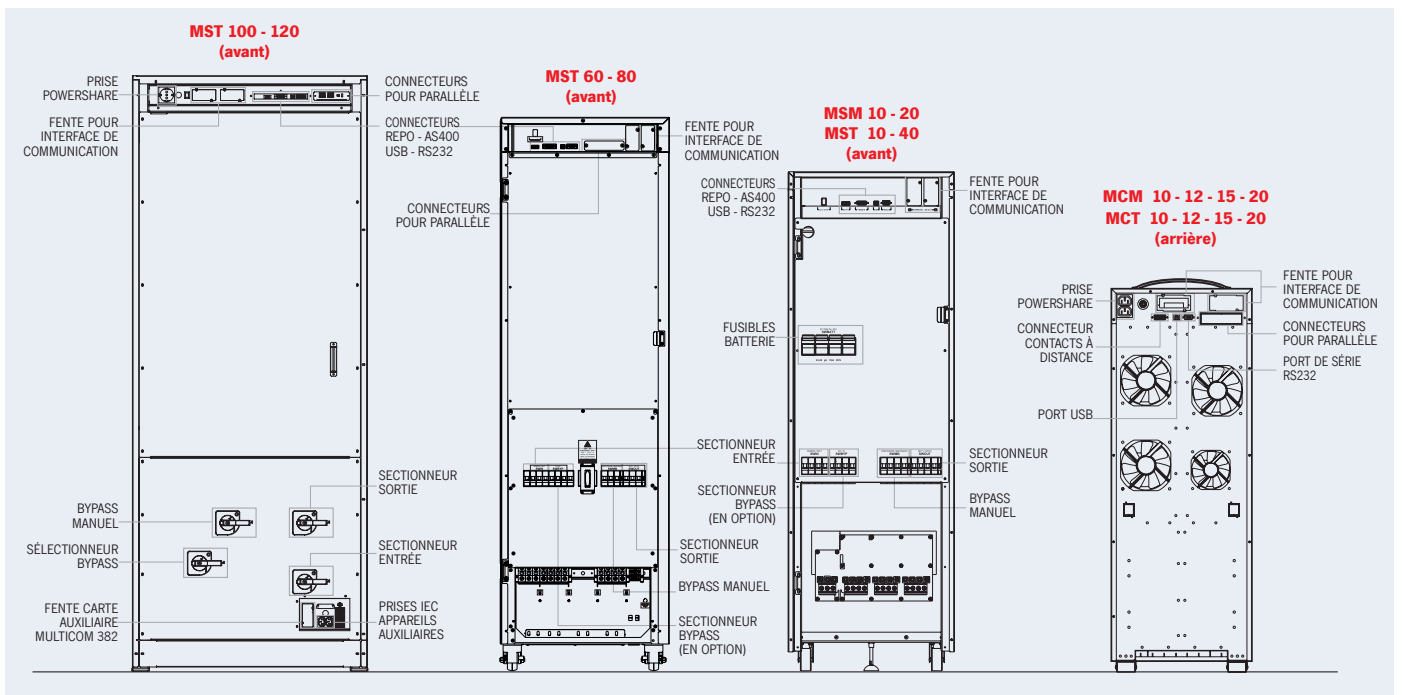 MST 100 - 120
(avant)
PRISE
POWERSHARE
FENTE POUR
INTERFACE DE
COMMUNICATION
CONNECTEURS
POUR PARALLÈLE
CONNECTEURS
REPO - AS400
USB - RS232
BYPASS
MANUEL
SÉLECTIONNEUR
BYPASS
FENTE CARTE
AUXILIAIRE
MULTICOM 382
SECTIONNEUR
SORTIE
SECTIONNEUR
ENTRÉE
PRISES IEC
APPAREILS
AUXILIAIRES
MST 60 - 80
(avant)
FENTE POUR
INTERFACE DE
COMMUNICATION
CONNECTEURS
POUR PARALLÈLE
SECTIONNEUR
ENTRÉE
SECTIONNEUR
SORTIE
BYPASS MANUEL
SECTIONNEUR
BYPASS
(EN OPTION)
MSM 10 - 20
MST 10 - 40
(avant)
CONNECTEURS
REPO - AS400
USB - RS232
FENTE POUR
INTERFACE DE
COMMUNICATION
FUSIBLES
BATTERIE
SECTIONNEUR
BYPASS
(EN OPTION)
SECTIONNEUR
SORTIE
BYPASS
MANUEL
MCM 10 - 12 - 15 - 20
MCT 10 - 12 - 15 - 20
(arrière)
PRISE
POWERSHARE
CONNECTEUR
CONTACTS À
DISTANCE
PORT USB
FENTE POUR
INTERFACE DE
COMMUNICATION
CONNECTEURS
POUR PARALLÈLE
PORT DE SÉRIE
RS232